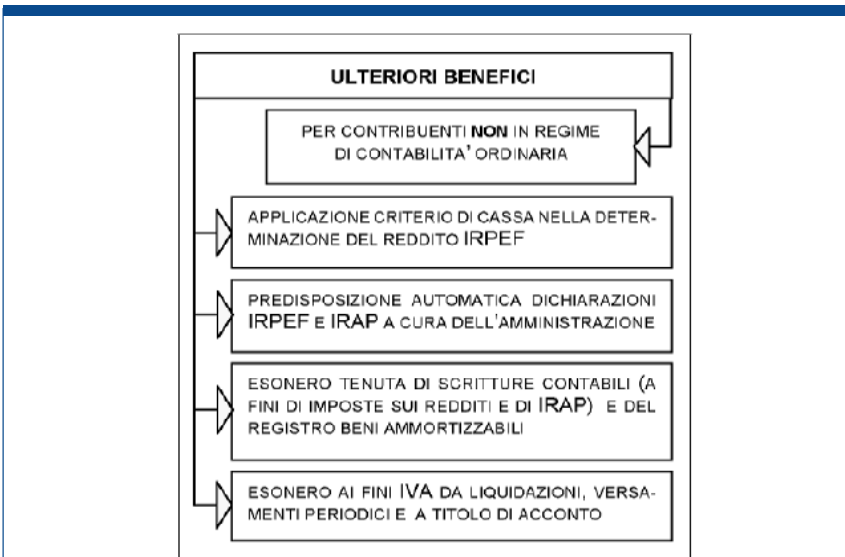 ULTERIORI BENEFICI
PER CONTRIBUENTI NON IN REGIME
DI CONTABILITA' ORDINARIA
APPLICAZIONE CRITERIO DI CASSA NELLA DETER-
MINAZIONE DEL REDDITO IRPEF
PREDISPOSIZIONE AUTOMATICA DICHIARAZIONI
IRPEF E IRAP A CURA DELL'AMMINISTRAZIONE
ESONERO TENUTA DI SCRITTURE CONTABILI (A
FINI DI IMPOSTE SUI REDDITI E DI IRAP) E DEL
REGISTRO BENI AMMORTIZZABILI
ESONERO AI FINI IVA DA LIQUIDAZIONI, VERSA-
MENTI PERIODICI E A TITOLO DI ACCONTO